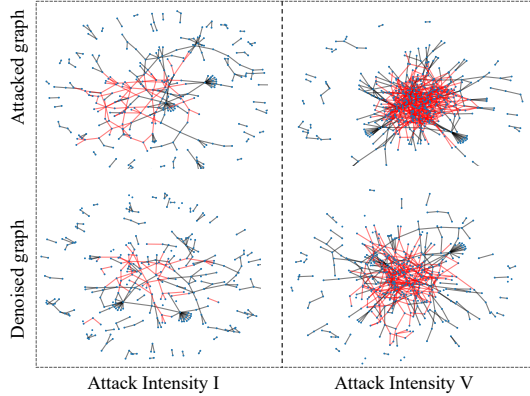 Attacked graph
Denoised graph
Attack Intensity I
Attack Intensity V